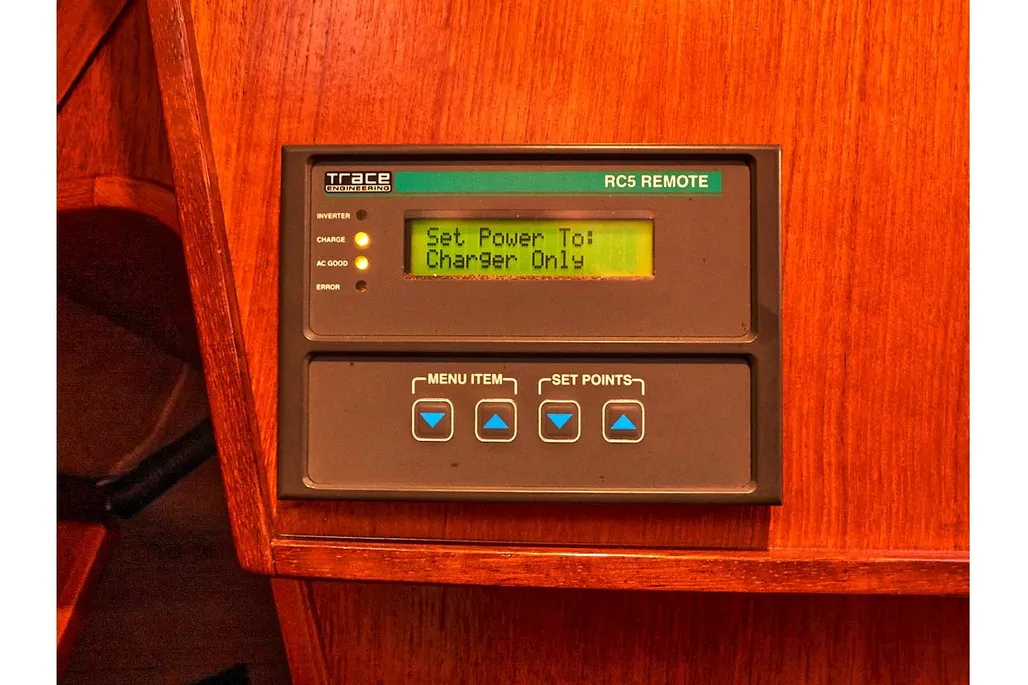 TRACE
ENGINEERING
RC5 REMOTE
INVERTER
CHARGE
AC GOOD
ERROR
Set Power To:
Charger Only
MENU ITEM
SET POINTS